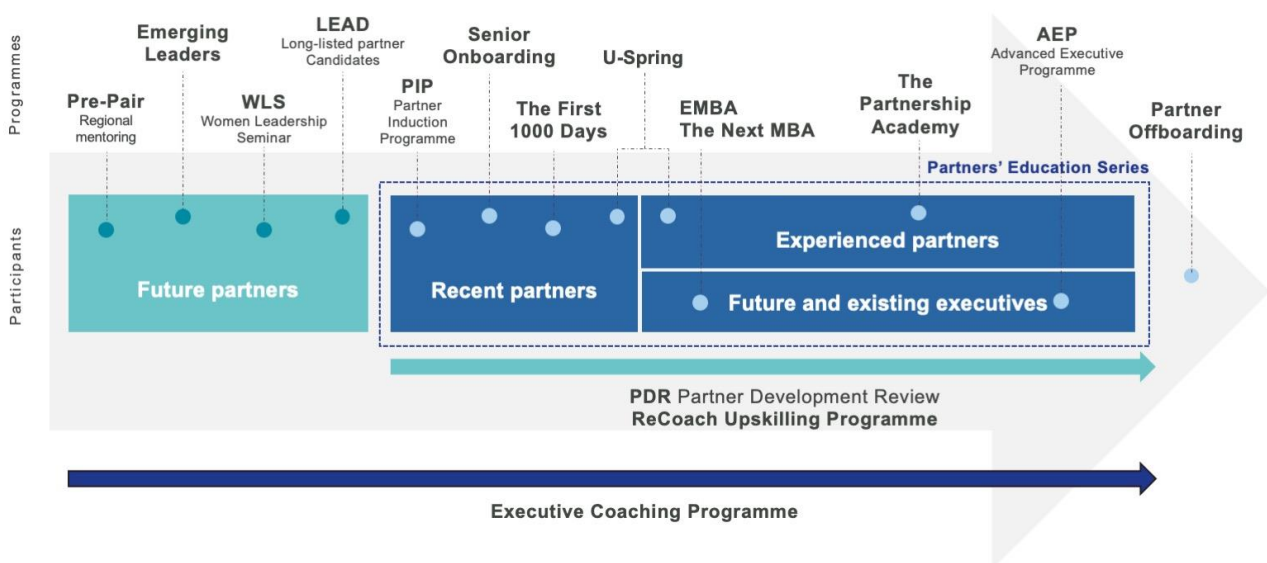 Programmes
Emerging
Leaders
LEAD
Long-listed partner
Candidates
Senior
Onboarding
U-Spring
AEP
Advanced Executive
Programme
Pre-Pair
Regional
mentoring
WLS
Women Leadership
Seminar
PIP
Partner
Induction
Programme
The First
1000 Days
EMBA
The Next MBA
The
Partnership
Academy
Partner
Offboarding
Partners' Education Series
Participants
Future partners
Recent partners
Experienced partners
Future and existing executives
PDR Partner Development Review
ReCoach Upskilling Programme
Executive Coaching Programme